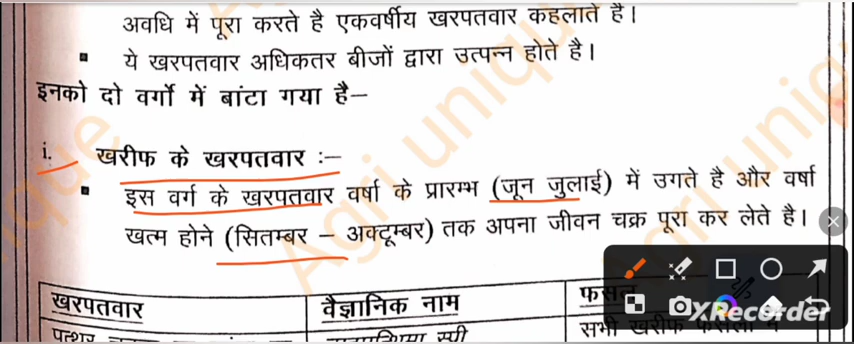 अवधि में पूरा करते है एकवर्षीय खरपतवार कहलाते है।
▪ ये खरपतवार अधिकतर बीजों द्वारा उत्पन्न होते है।
इनको दो वर्गो में बांटा गया है–
i. खरीफ के खरपतवार :–
▪ इस वर्ग के खरपतवार वर्षा के प्रारम्भ (जून जुलाई) में उगते है और वर्षा
खत्म होने (सितम्बर – अक्टूम्बर) तक अपना जीवन चक्र पूरा कर लेते है।
खरपतवार वैज्ञानिक नाम फसल
सभी खरीफ
Agri unique
XRecorder